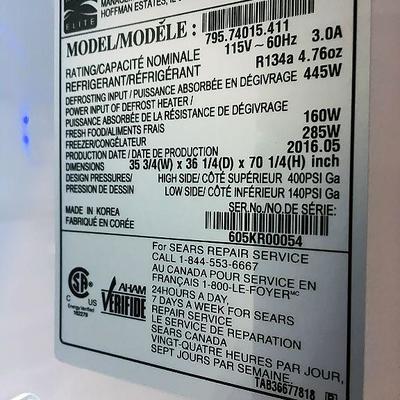 ELITE
HOFFMAN ESTATES,
MODEL/MODÈLE: 795.74015.411
RATING/CAPACITÉ NOMINALE 115V ~ 60Hz 3.0A
REFRIGERANT/RÉFRIGÉRANT R134a 4.76oz
DEFROSTING INPUT / PUISSANCE ABSORBÉE EN DÉGIVRAGE 445W
POWER INPUT OF DEFROST HEATER /
PUISSANCE ABSORBÉE DE LA RÉSISTANCE DE DÉGIVRAGE
FRESH FOOD/ALIMENTS FRAIS 160W
FREEZER/CONGÉLATEUR 285W
PRODUCTION DATE / DATE DE PRODUCTION 2016.05
DIMENSIONS 35 3/4(W) x 36 1/4(D) x 70 1/4(H) inch
DESIGN PRESSURES/ HIGH SIDE/ CÔTÉ SUPÉRIEUR 400PSI Ga
PRESSION DE DESSIN LOW SIDE/ CÔTÉ INFÉRIEUR 140PSI Ga
MADE IN KOREA SER.No./NO.DE SÉRIE:
FABRIQUÉ EN CORÉE 605KR00054
For SEARS REPAIR SERVICE
CALL 1-844-553-6667
AU CANADA POUR SERVICE EN
FRANÇAIS 1-800-LE-FOYER MC
24HOURS A DAY,
7 DAYS A WEEK FOR SEARS
REPAIR SERVICE
LE SERVICE DE RÉPARATION
SEARS CANADA
VINGT-QUATRE HEURES PAR JOUR,
SEPT JOURS PAR SEMAINE.
C US
Energy Verified
162279
AHAM
VERIFIDE
TAB36677818